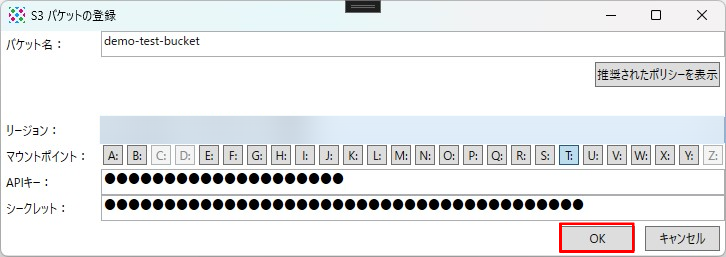 S3 バケットの登録
バケット名： demo-test-bucket
推奨されたポリシーを表示
リージョン：
マウントポイント： A: B: C: D: E: F: G: H: I: J: K: L: M: N: O: P: Q: R: S: T: U: V: W: X: Y: Z:
APIキー： ●●●●●●●●●●●●●●●●●●●●
シークレット： ●●●●●●●●●●●●●●●●●●●●●●●●●●●●●●●●●●●●●●●●
OK キャンセル